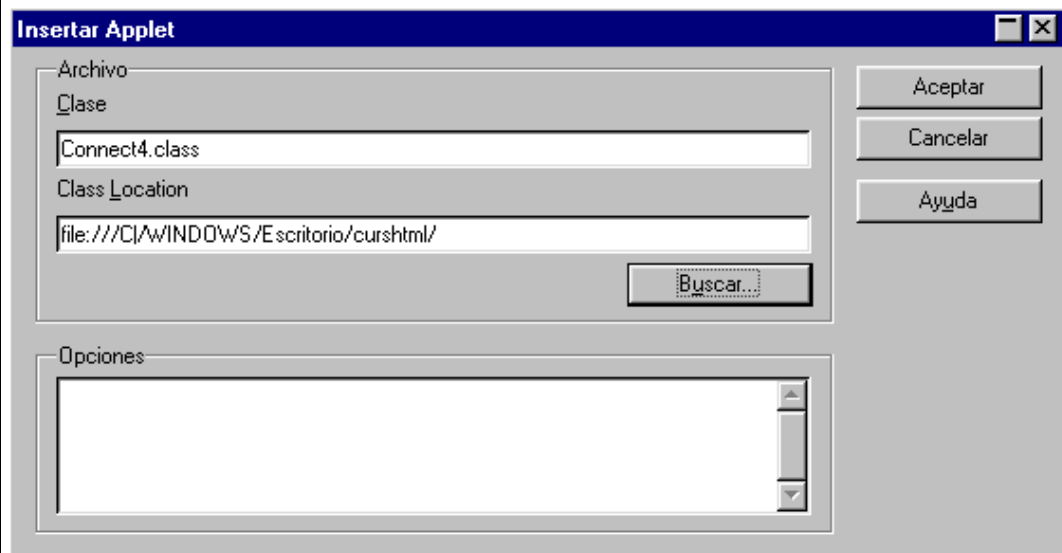 Insertar Applet
Archivo
Clase
Connect4.class
Class Location
file:///C|/WINDOWS/Escritorio/curshtml/
Buscar...
Opciones
Aceptar
Cancelar
Ayuda